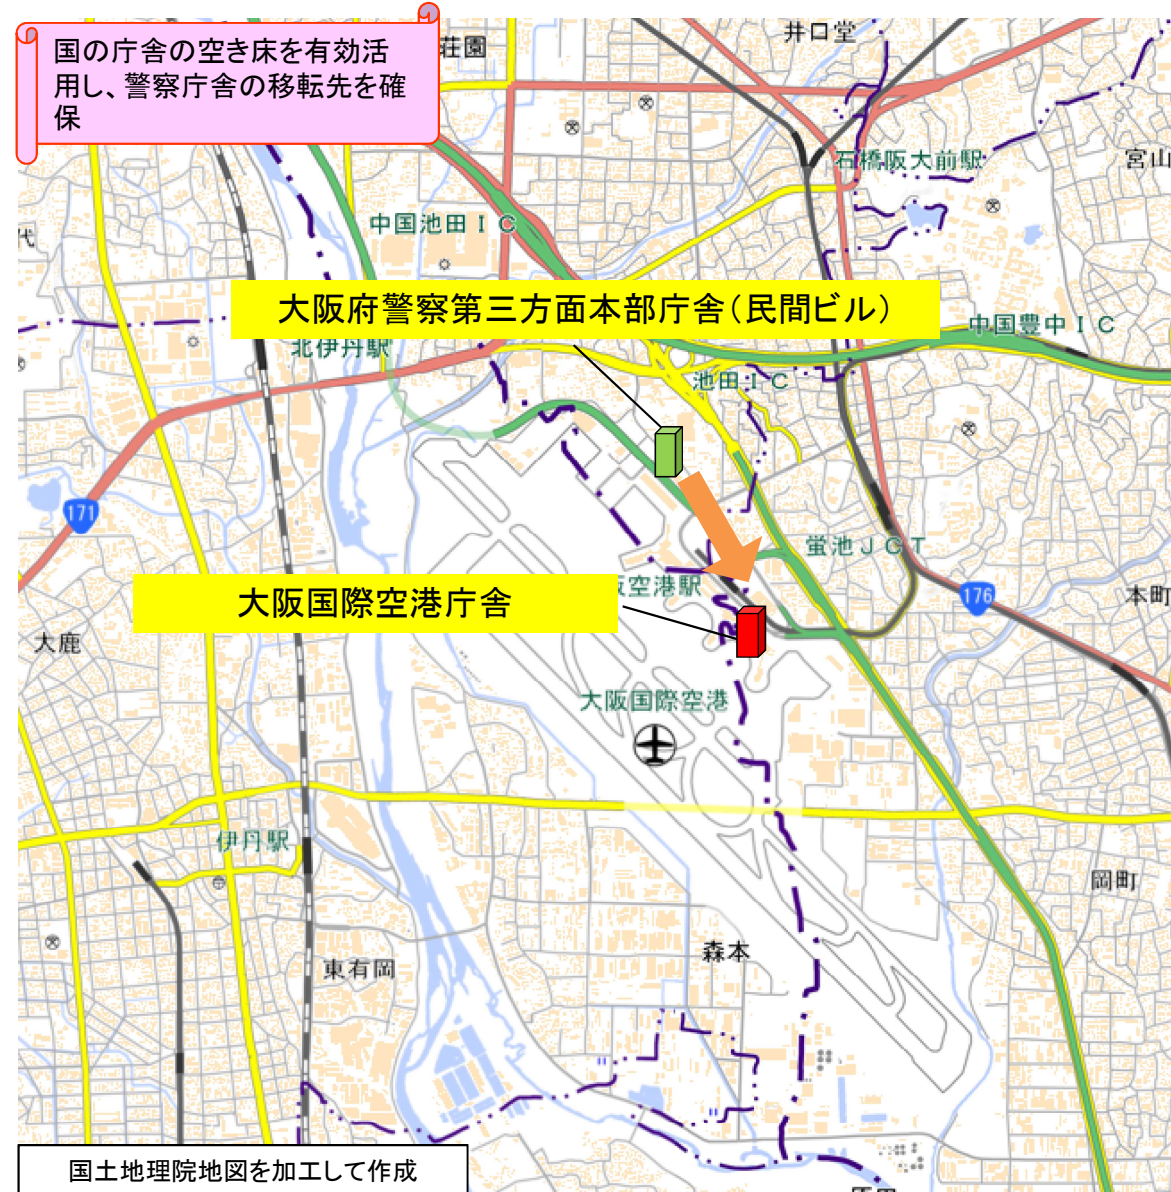 国の庁舎の空き床を有効活
用し、警察庁舎の移転先を確
保
荘園
井口堂
石橋阪大前駅
宮山
中国池田IC
代
大阪府警察第三方面本部庁舎(民間ビル)
中国豊中IC
北伊丹駅
池田IC
171
蛍池JCT
大阪国際空港庁舎
阪空港駅
176
本町
大鹿
大阪国際空港
伊丹駅
岡町
森本
東有岡
国土地理院地図を加工して作成